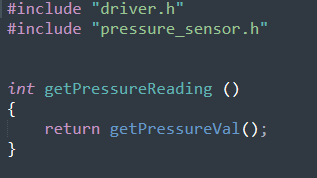 #include "driver.h"
#include "pressure_sensor.h"
int getPressureReading ()
{
    return getPressureVal();
}